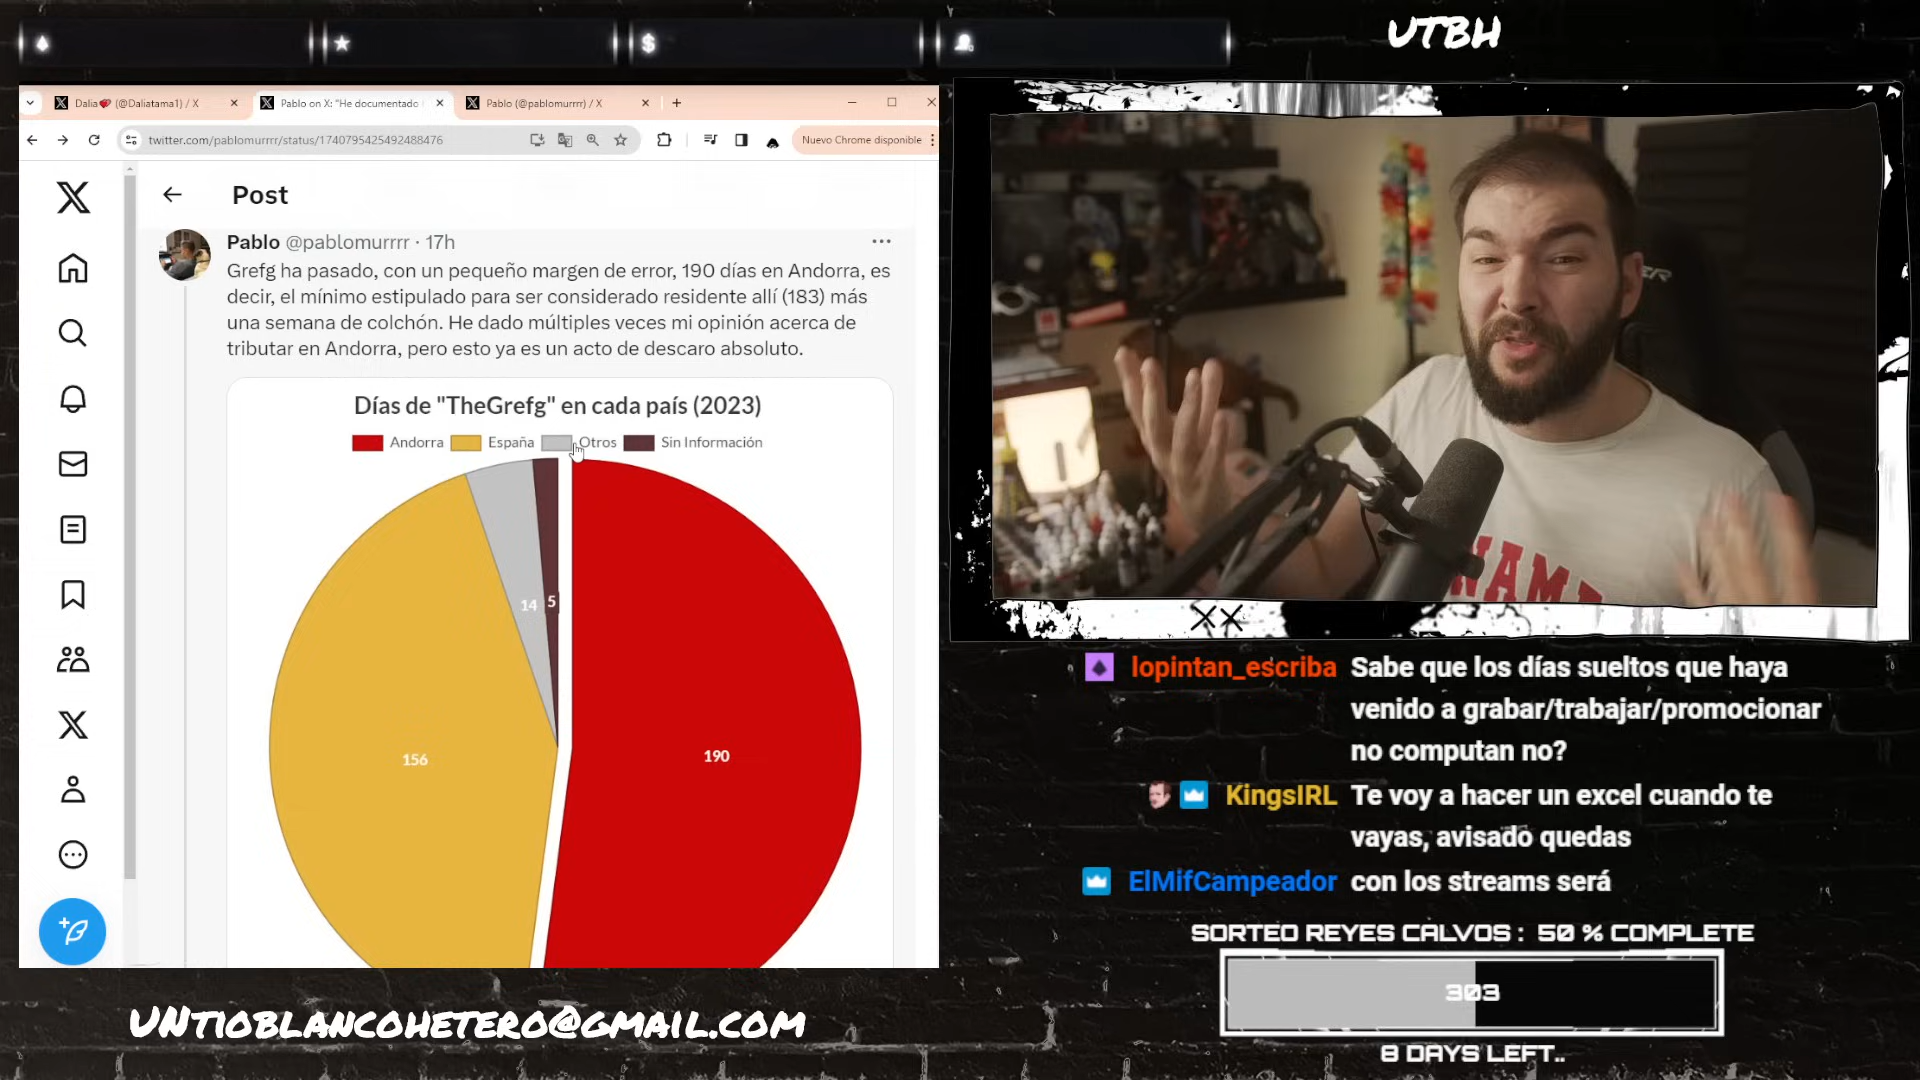 UTBH
Dalia (@Daliatama1) / X
Pablo on X: "He documentado
Pablo (@pablomurrrr) / X
twitter.com/pablomurrrr/status/1740795425492488476
Nuevo Chrome disponible
Post
Pablo @pablomurrrr · 17h
Grefg ha pasado, con un pequeño margen de error, 190 días en Andorra, es
decir, el mínimo estipulado para ser considerado residente allí (183) más
una semana de colchón. He dado múltiples veces mi opinión acerca de
tributar en Andorra, pero esto ya es un acto de descaro absoluto.
Días de "TheGrefg" en cada país (2023)
Andorra España Otros Sin Información
14 5
156
190
NAME
lopintan_escriba Sabe que los días sueltos que haya
venido a grabar/trabajar/promocionar
no computan no?
KingsIRL Te voy a hacer un excel cuando te
vayas, avisado quedas
ElMifCampeador con los streams será
SORTEO REYES CALVOS : 50 % COMPLETE
303
8 DAYS LEFT..
UNTIOBLANCOHETERO@GMAIL.COM